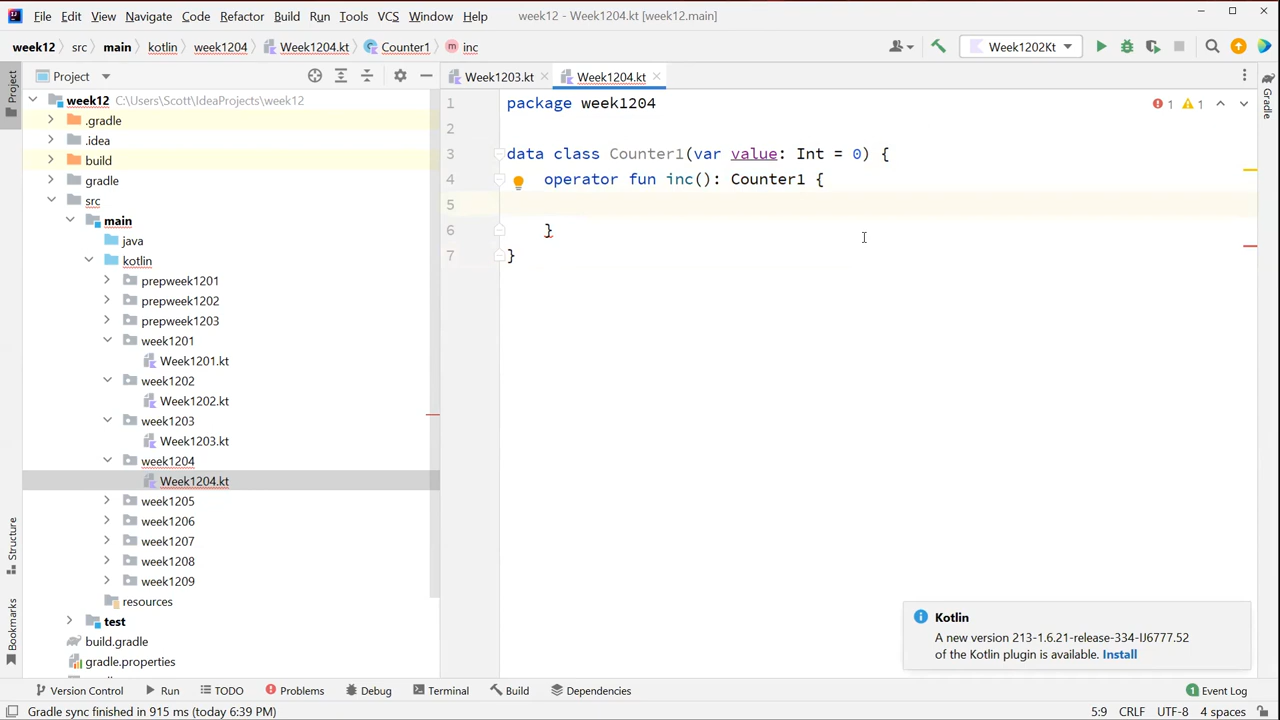 File Edit View Navigate Code Refactor Build Run Tools VCS Window Help week12 - Week1204.kt [week12.main]
week12 src main kotlin week1204 Week1204.kt Counter1 inc Week1202Kt
Project
Project
Week1203.kt Week1204.kt
Gradle
week12 C:\Users\Scott\IdeaProjects\week12
.gradle
.idea
build
gradle
src
main
java
kotlin
prepweek1201
prepweek1202
prepweek1203
week1201
Week1201.kt
week1202
Week1202.kt
week1203
Week1203.kt
week1204
Week1204.kt
week1205
week1206
week1207
week1208
week1209
resources
test
build.gradle
gradle.properties
1 package week1204
2
3 data class Counter1(var value: Int = 0) {
4 operator fun inc(): Counter1 {
5
6 }
7 }
1 1
Structure
Bookmarks
Kotlin
A new version 213-1.6.21-release-334-IJ6777.52
of the Kotlin plugin is available. Install
Version Control Run TODO Problems Debug Terminal Build Dependencies 1 Event Log
Gradle sync finished in 915 ms (today 6:39 PM) 5:9 CRLF UTF-8 4 spaces